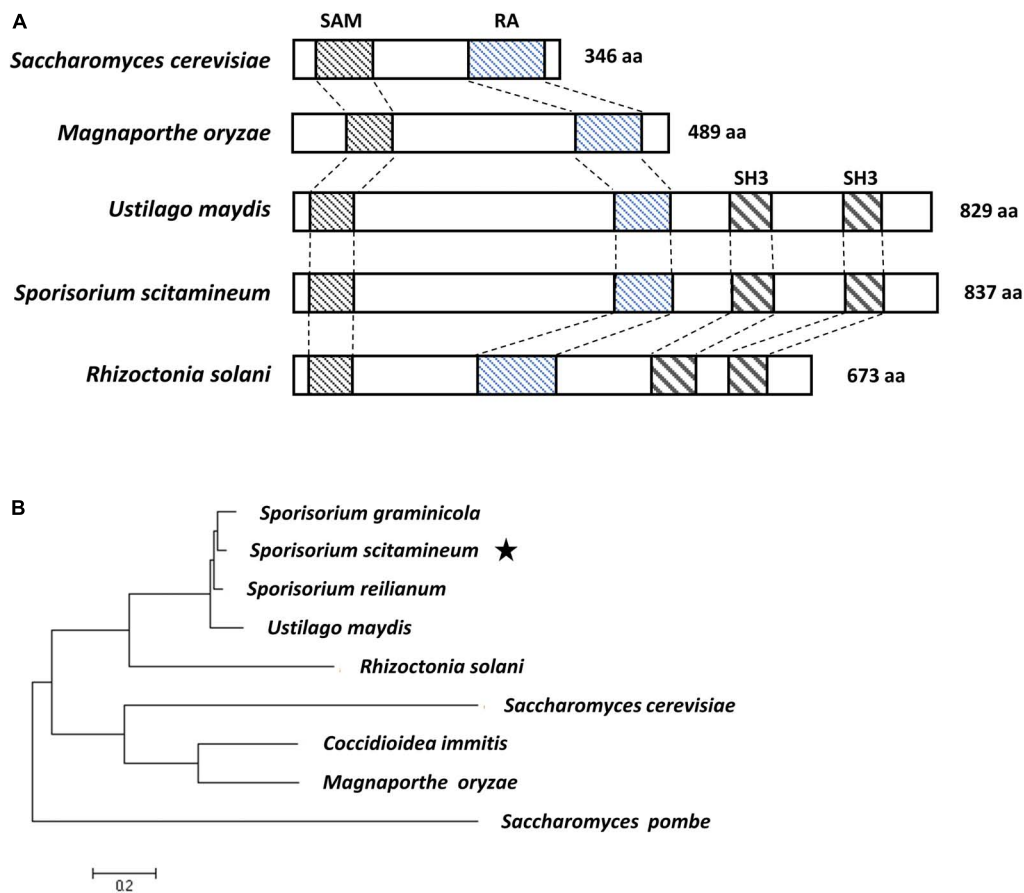 A
SAM RA
Saccharomyces cerevisiae 346 aa
Magnaporthe oryzae 489 aa
SH3 SH3
Ustilago maydis 829 aa
Sporisorium scitamineum 837 aa
Rhizoctonia solani 673 aa
B
Sporisorium graminicola
Sporisorium scitamineum ★
Sporisorium reilianum
Ustilago maydis
Rhizoctonia solani
Saccharomyces cerevisiae
Coccidioidea immitis
Magnaporthe oryzae
Saccharomyces pombe
0.2